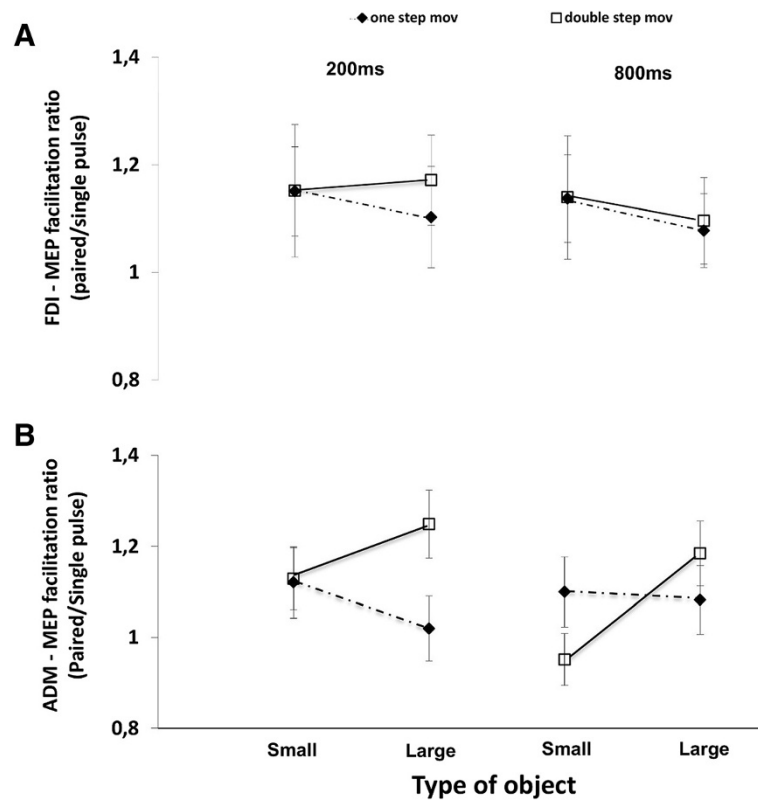 one step mov double step mov
A
1,4
200ms 800ms
1,2
1
0,8
FDI - MEP facilitation ratio
(paired/single pulse)
B
1,4
1,2
1
0,8
ADM - MEP facilitation ratio
(Paired/Single pulse)
Small Large Small Large
Type of object